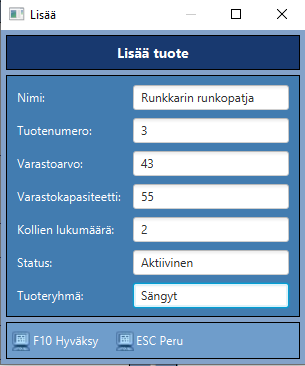 Lisää
Lisää tuote
Nimi: Runkkarin runkopatja
Tuotenumero: 3
Varastoarvo: 43
Varastokapasiteetti: 55
Kollien lukumäärä: 2
Status: Aktiivinen
Tuoteryhmä: Sängyt
F10 Hyväksy ESC Peru